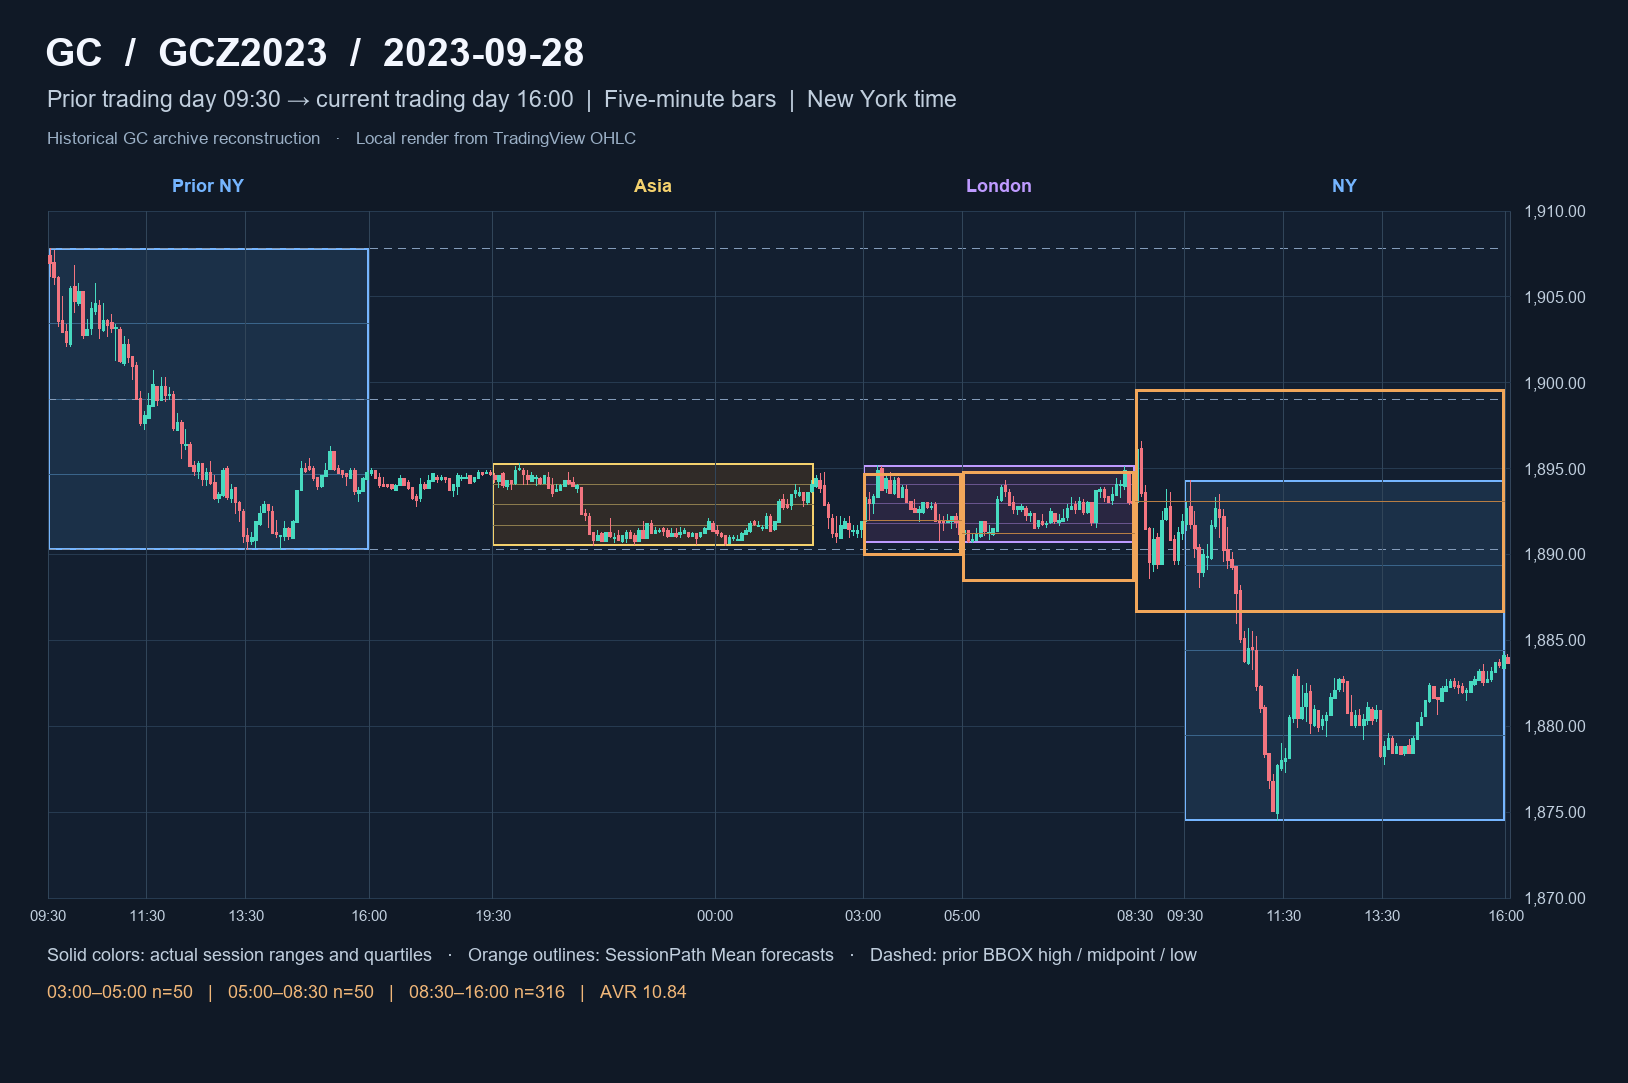 GC / GCZ2023 / 2023-09-28
Prior trading day 09:30 → current trading day 16:00 | Five-minute bars | New York time
Historical GC archive reconstruction · Local render from TradingView OHLC
Prior NY Asia London NY
1,910.00
1,905.00
1,900.00
1,895.00
1,890.00
1,885.00
1,880.00
1,875.00
1,870.00
09:30 11:30 13:30 16:00 19:30 00:00 03:00 05:00 08:30 09:30 11:30 13:30 16:00
Solid colors: actual session ranges and quartiles · Orange outlines: SessionPath Mean forecasts · Dashed: prior BBOX high / midpoint / low
03:00–05:00 n=50 | 05:00–08:30 n=50 | 08:30–16:00 n=316 | AVR 10.84